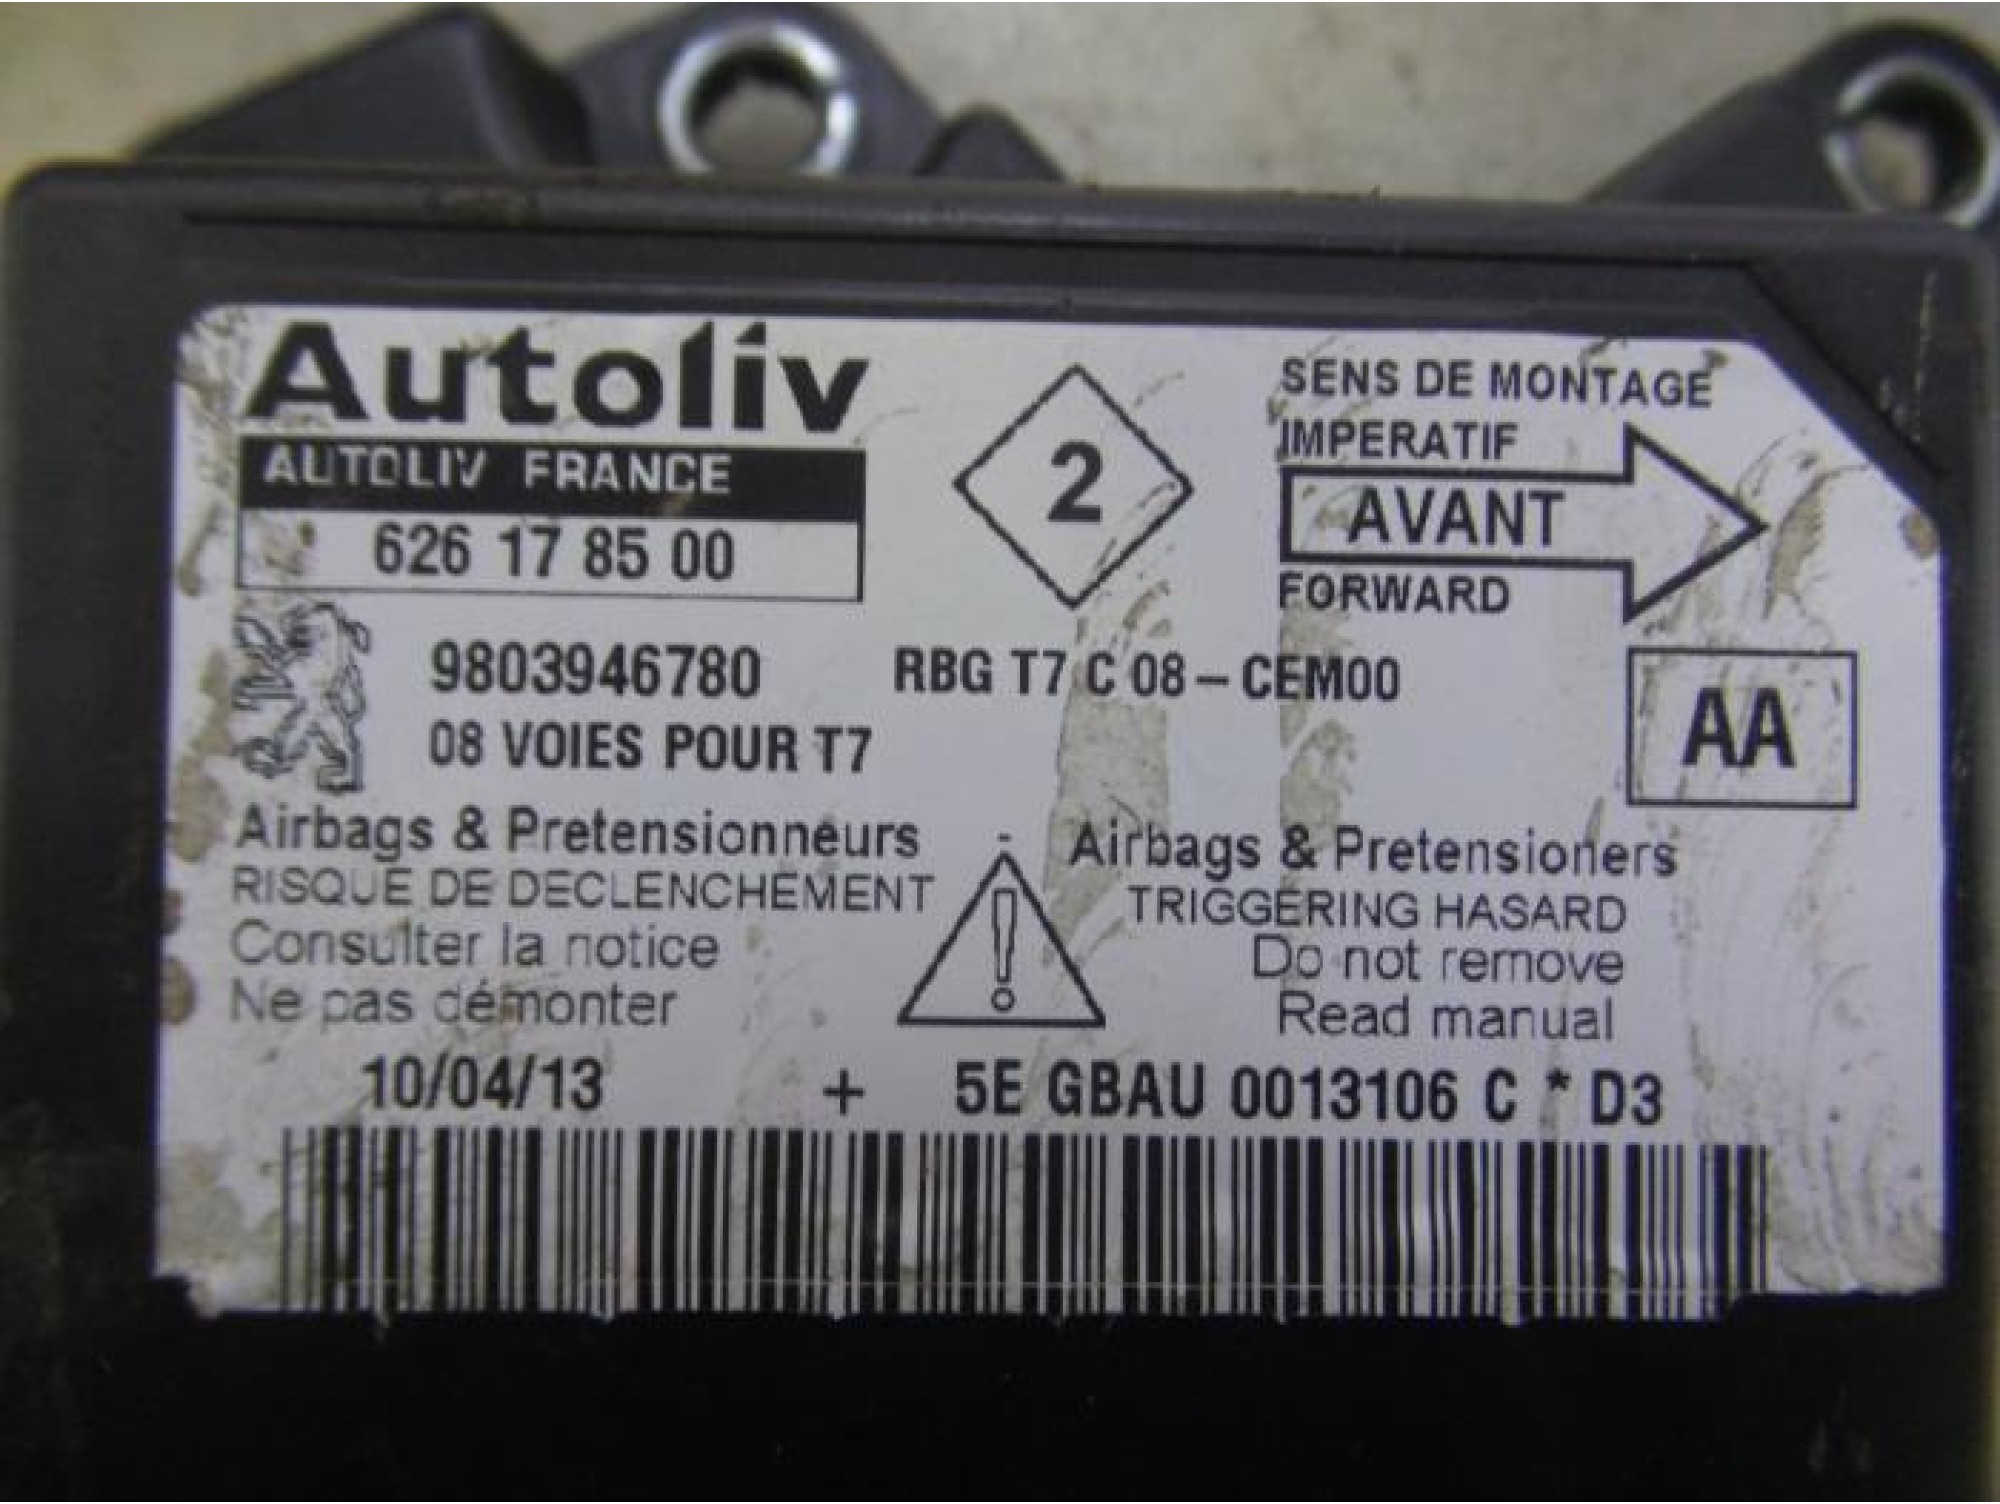 Autoliv
AUTOLIV FRANCE
626 17 85 00
2
SENS DE MONTAGE
IMPERATIF
AVANT
FORWARD
9803946780
RBG T7 C 08 – CEM00
08 VOIES POUR T7
AA
Airbags & Pretensionneurs
RISQUE DE DECLENCHEMENT
Consulter la notice
Ne pas démonter
Airbags & Pretensioners
TRIGGERING HASARD
Do not remove
Read manual
10/04/13 + 5E GBAU 0013106 C * D3